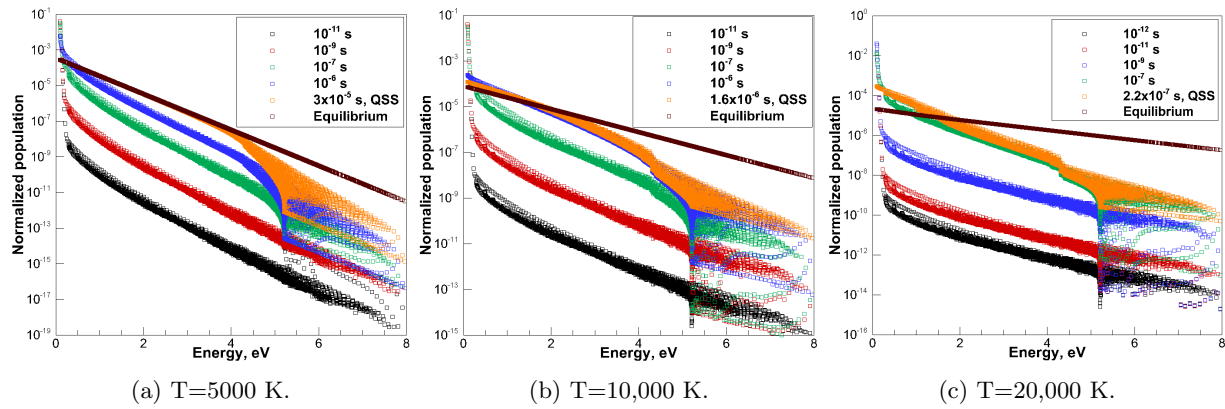 10^-1
10^-3
10^-5
10^-7
10^-9
10^-11
10^-13
10^-15
10^-17
10^-19
Normalized population
0 2 4 6 8
Energy, eV
10^-11 s
10^-9 s
10^-7 s
10^-6 s
3x10^-5 s, QSS
Equilibrium
(a) T=5000 K.
10^-1
10^-3
10^-5
10^-7
10^-9
10^-11
10^-13
10^-15
Normalized population
0 2 4 6 8
Energy, eV
10^-11 s
10^-9 s
10^-7 s
10^-6 s
1.6x10^-6 s, QSS
Equilibrium
(b) T=10,000 K.
10^2
10^0
10^-2
10^-4
10^-6
10^-8
10^-10
10^-12
10^-14
10^-16
Normalized population
0 2 4 6 8
Energy, eV
10^-12 s
10^-11 s
10^-9 s
10^-7 s
2.2x10^-7 s, QSS
Equilibrium
(c) T=20,000 K.